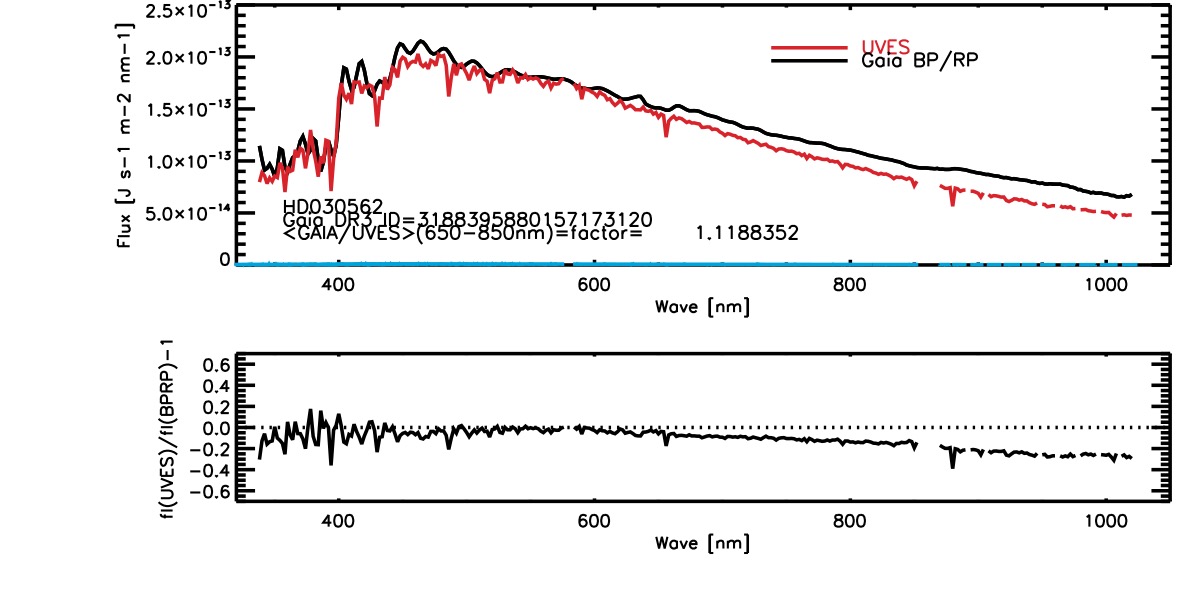 2.5×10−13
2.0×10−13
1.5×10−13
1.0×10−13
5.0×10−14
0
Flux [J s−1 m−2 nm−1]
UVES
Gaia BP/RP
HD030562
Gaia DR3 ID=3188395880157173120
<GAIA/UVES>(650−850nm)=factor= 1.1188352
400 600 800 1000
Wave [nm]
0.6
0.4
0.2
0.0
−0.2
−0.4
−0.6
fl(UVES)/fl(BPRP)−1
400 600 800 1000
Wave [nm]